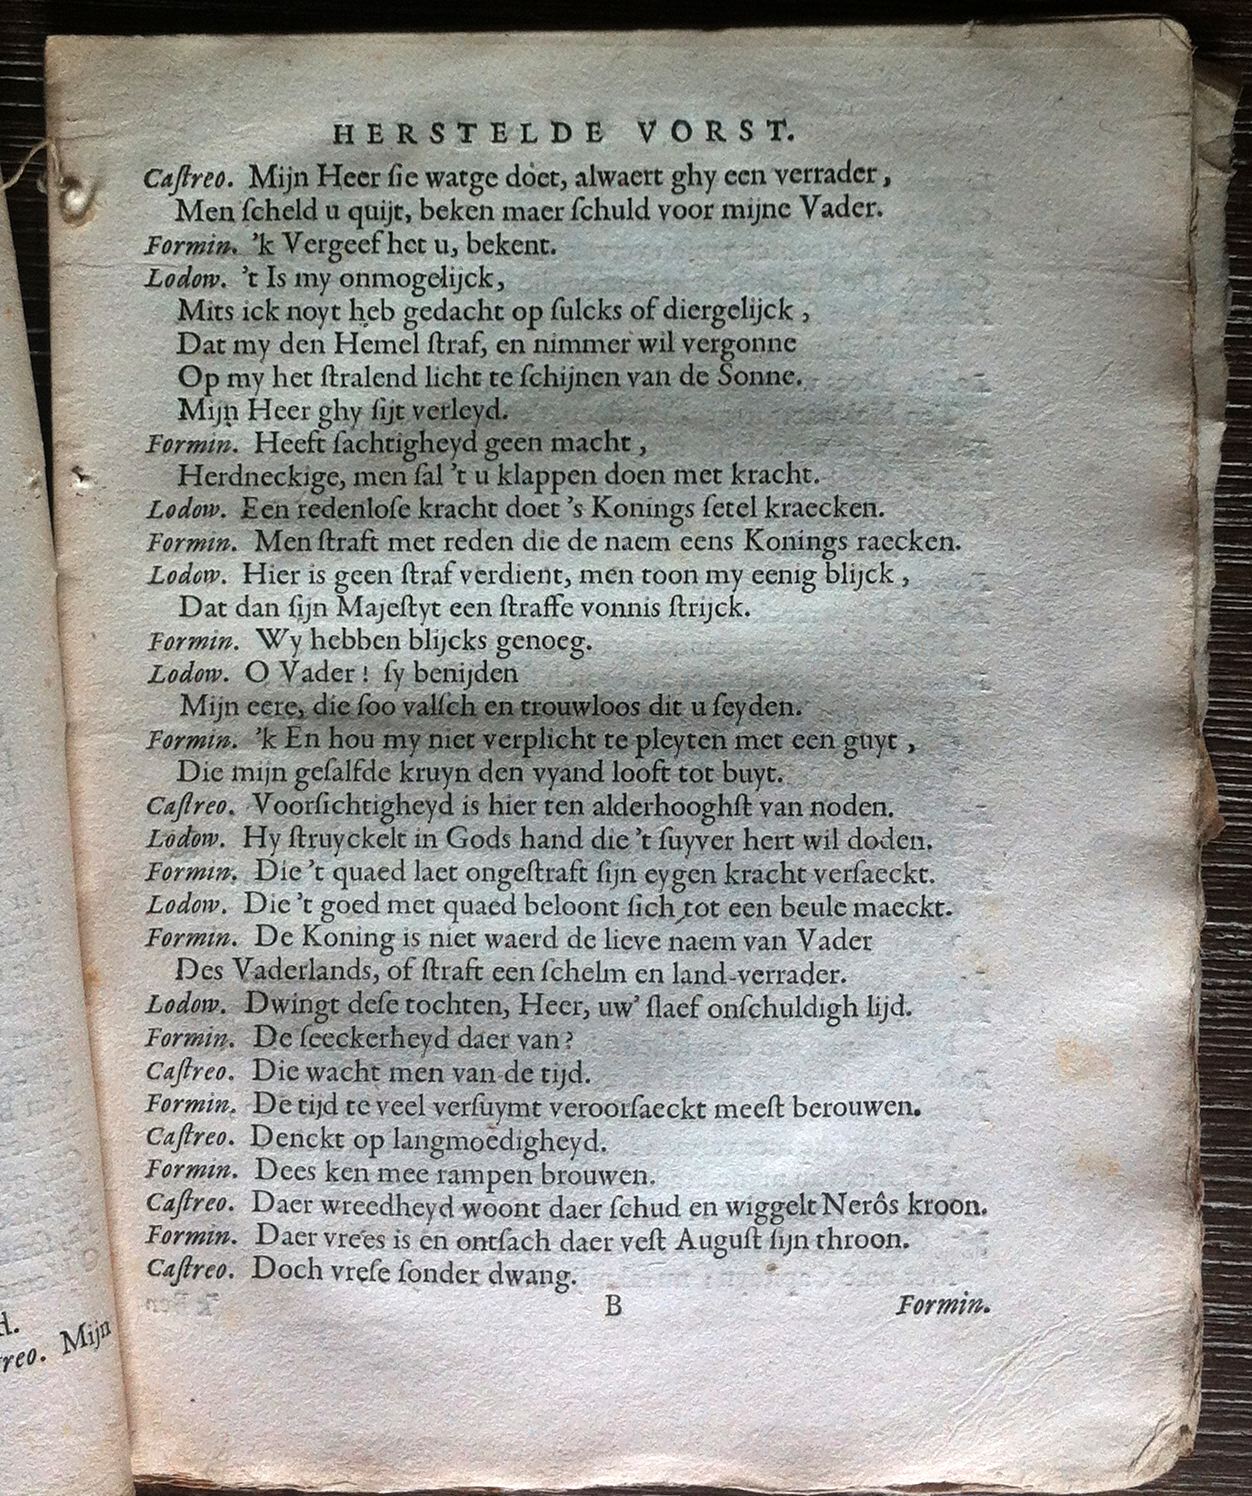 HERSTELDE VORST.
Caſtreo. Mijn Heer ſie watge doet, alwaert ghy een verrader,
Men ſcheld u quijt, beken maer ſchuld voor mijne Vader.
Formin. 'k Vergeef het u, bekent.
Lodow. 't Is my onmogelijck,
Mits ick noyt heb gedacht op ſulcks of diergelijck,
Dat my den Hemel ſtraf, en nimmer wil vergonne
Op my het ſtralend licht te ſchijnen van de Sonne.
Mijn Heer ghy ſijt verleyd.
Formin. Heeft ſachtigheyd geen macht,
Herdneckige, men ſal 't u klappen doen met kracht.
Lodow. Een redenloſe kracht doet 's Konings ſetel kraecken.
Formin. Men ſtraft met reden die de naem eens Konings raecken.
Lodow. Hier is geen ſtraf verdient, men toon my eenig blijck,
Dat dan ſijn Majeſtyt een ſtraffe vonnis ſtrijck.
Formin. Wy hebben blijcks genoeg.
Lodow. O Vader! ſy benijden
Mijn eere, die ſoo valſch en trouwloos dit u ſeyden.
Formin. 'k En hou my niet verplicht te pleyten met een guyt,
Die mijn geſalfde kruyn den vyand looft tot buyt.
Caſtreo. Voorſichtigheyd is hier ten alderhooghſt van noden.
Lodow. Hy ſtruyckelt in Gods hand die 't ſuyver hert wil doden.
Formin. Die 't quaed laet ongeſtraft ſijn eygen kracht verſaeckt.
Lodow. Die 't goed met quaed beloont ſich tot een beule maeckt.
Formin. De Koning is niet waerd de lieve naem van Vader
Des Vaderlands, of ſtraft een ſchelm en land-verrader.
Lodow. Dwingt deſe tochten, Heer, uw' ſlaef onſchuldigh lijd.
Formin. De ſeeckerheyd daer van?
Caſtreo. Die wacht men van de tijd.
Formin. De tijd te veel verſuymt veroorſaeckt meeſt berouwen.
Caſtreo. Denckt op langmoedigheyd.
Formin. Dees ken mee rampen brouwen.
Caſtreo. Daer wreedheyd woont daer ſchud en wiggelt Nerôs kroon.
Formin. Daer vrees is en ontſach daer veſt Auguſt ſijn throon.
Caſtreo. Doch vreſe ſonder dwang.
B Formin.
d.
reo. Mijn